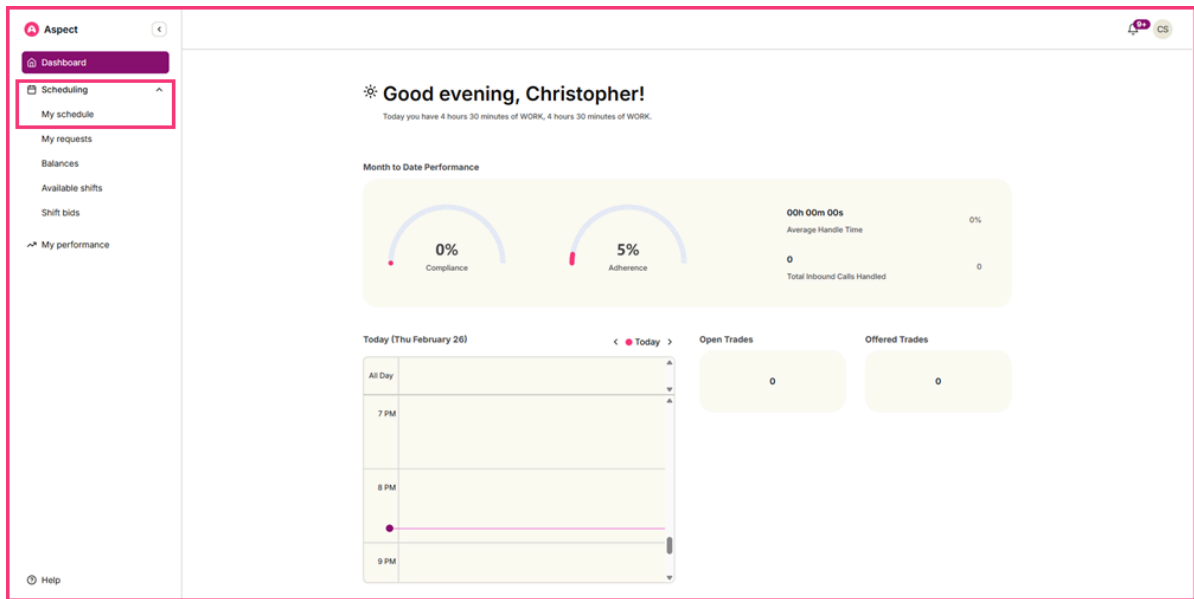 Aspect
9+
CS
Dashboard
Scheduling
My schedule
My requests
Balances
Available shifts
Shift bids
My performance
Help
Good evening, Christopher!
Today you have 4 hours 30 minutes of WORK, 4 hours 30 minutes of WORK.
Month to Date Performance
0%
Compliance
5%
Adherence
00h 00m 00s
Average Handle Time
0%
0
Total Inbound Calls Handled
0
Today (Thu February 26)
Today
All Day
7 PM
8 PM
9 PM
Open Trades
0
Offered Trades
0